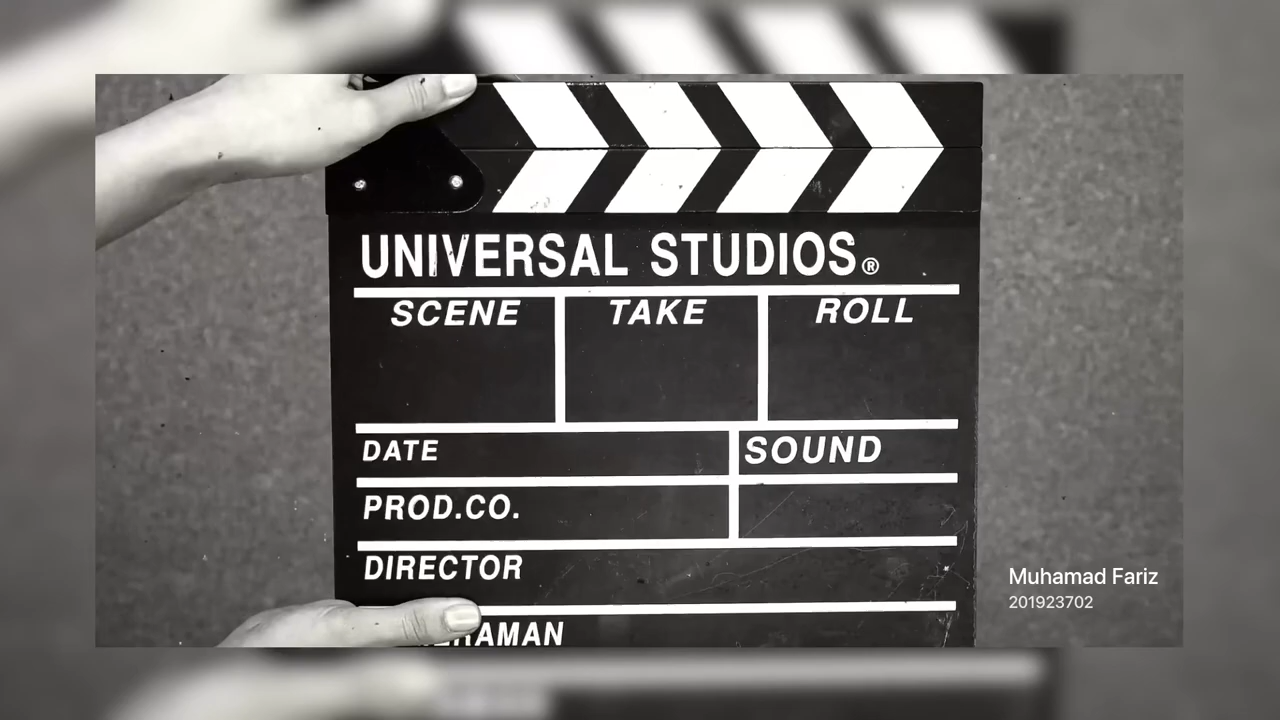 UNIVERSAL STUDIOS®
SCENE TAKE ROLL
DATE SOUND
PROD.CO.
DIRECTOR
Muhamad Fariz
201923702